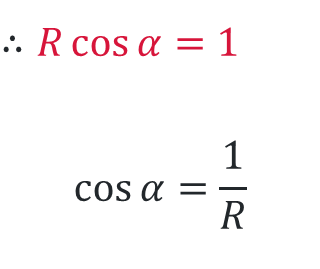 ∴ R cos α = 1
cos α = 1/R